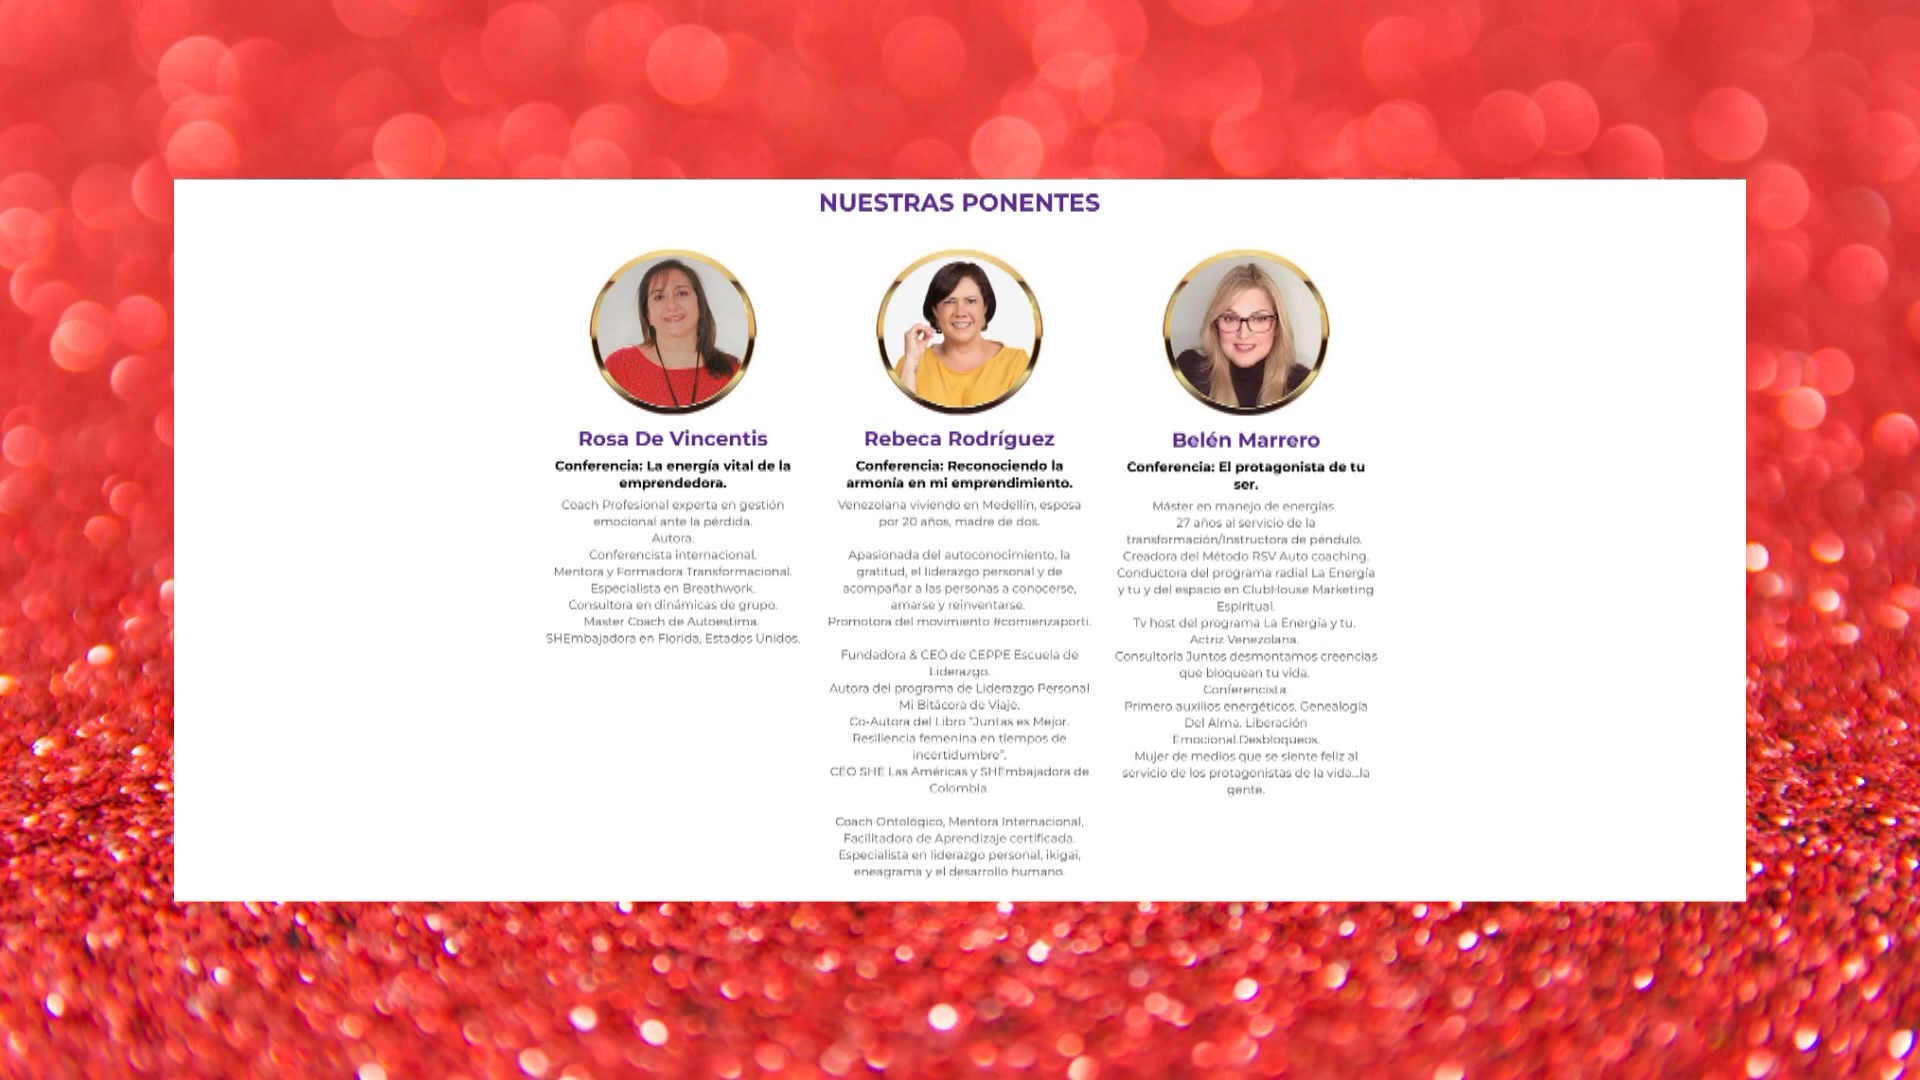 NUESTRAS PONENTES
Rosa De Vincentis
Conferencia: La energía vital de la
emprendedora.
Coach Profesional experta en gestión
emocional ante la pérdida.
Autora.
Conferencista internacional.
Mentora y Formadora Transformacional.
Especialista en Breathwork.
Consultora en dinámicas de grupo.
Master Coach de Autoestima.
SHEmbajadora en Florida, Estados Unidos.
Rebeca Rodríguez
Conferencia: Reconociendo la
armonía en mi emprendimiento.
Venezolana viviendo en Medellín, esposa
por 20 años, madre de dos.
Apasionada del autoconocimiento, la
gratitud, el liderazgo personal y de
acompañar a las personas a conocerse,
amarse y reinventarse.
Promotora del movimiento #comienzaporti.
Fundadora & CEO de CEPPE Escuela de
Liderazgo.
Autora del programa de Liderazgo Personal
Mi Bitácora de Viaje.
Co-Autora del Libro "Juntas es Mejor.
Resiliencia femenina en tiempos de
incertidumbre".
CEO SHE Las Américas y SHEmbajadora de
Colombia.
Coach Ontológico, Mentora Internacional,
Facilitadora de Aprendizaje certificada.
Especialista en liderazgo personal, ikigai,
eneagrama y el desarrollo humano.
Belén Marrero
Conferencia: El protagonista de tu
ser.
Máster en manejo de energías.
27 años al servicio de la
transformación/Instructora de péndulo.
Creadora del Método RSV Auto coaching.
Conductora del programa radial La Energía
y tu y del espacio en ClubHouse Marketing
Espiritual.
Tv host del programa La Energía y tu.
Actriz Venezolana.
Consultoría Juntos desmontamos creencias
que bloquean tu vida.
Conferencista.
Primero auxilios energéticos. Genealogía
Del Alma. Liberación
Emocional.Desbloqueos.
Mujer de medios que se siente feliz al
servicio de los protagonistas de la vida...la
gente.